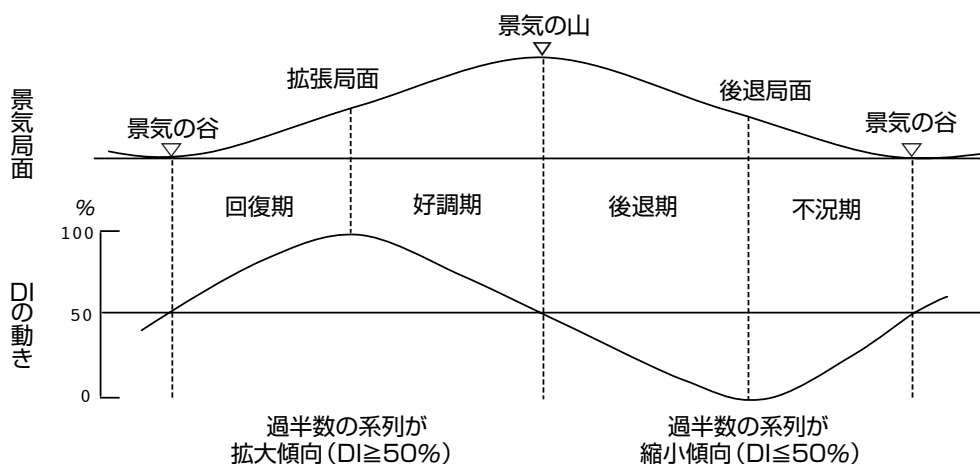 景気の山
拡張局面
後退局面
景気の谷
景気の谷
景気局面
回復期
好調期
後退期
不況期
%
100
50
0
DIの動き
過半数の系列が
拡大傾向(DI≧50%)
過半数の系列が
縮小傾向(DI≦50%)